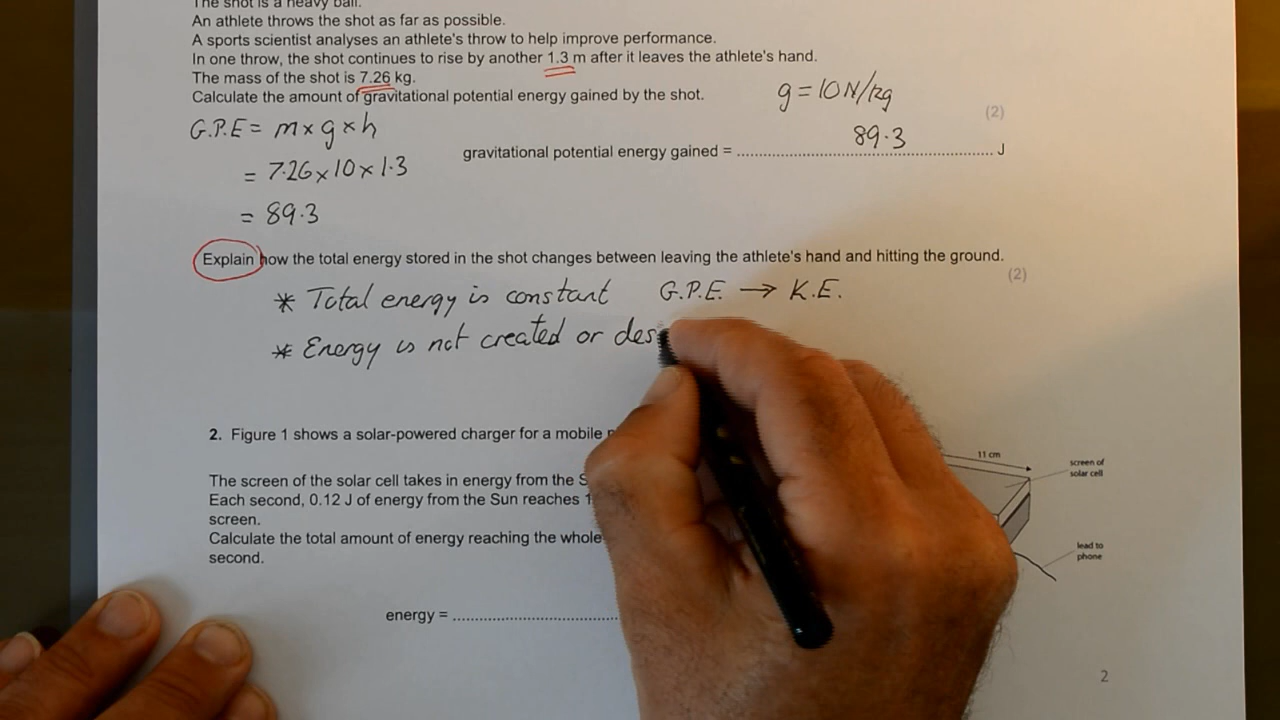 The shot is a heavy ball.
An athlete throws the shot as far as possible.
A sports scientist analyses an athlete's throw to help improve performance.
In one throw, the shot continues to rise by another 1.3 m after it leaves the athlete's hand.
The mass of the shot is 7.26 kg.
Calculate the amount of gravitational potential energy gained by the shot.
g = 10N/kg
(2)
G.P.E = m x g x h
= 7.26 x 10 x 1.3
= 89.3
gravitational potential energy gained = 89.3 J
Explain how the total energy stored in the shot changes between leaving the athlete's hand and hitting the ground.
(2)
* Total energy is constant G.P.E. → K.E.
* Energy is not created or des
2. Figure 1 shows a solar-powered charger for a mobile
The screen of the solar cell takes in energy from the
Each second, 0.12 J of energy from the Sun reaches
screen.
Calculate the total amount of energy reaching the whole
second.
energy =
11 cm
screen of
solar cell
lead to
phone
2